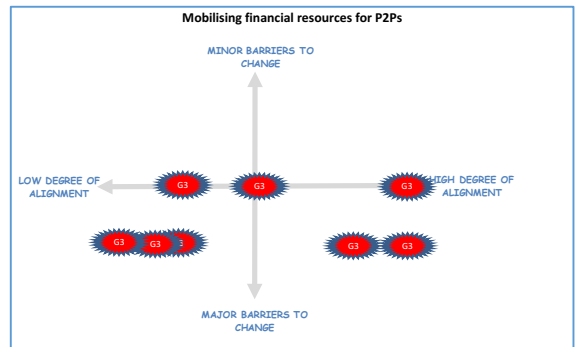 Mobilising financial resources for P2Ps
MINOR BARRIERS TO
CHANGE
LOW DEGREE OF
ALIGNMENT
G3
G3
G3
HIGH DEGREE OF
ALIGNMENT
G3
G3
3
G3
G3
MAJOR BARRIERS TO
CHANGE